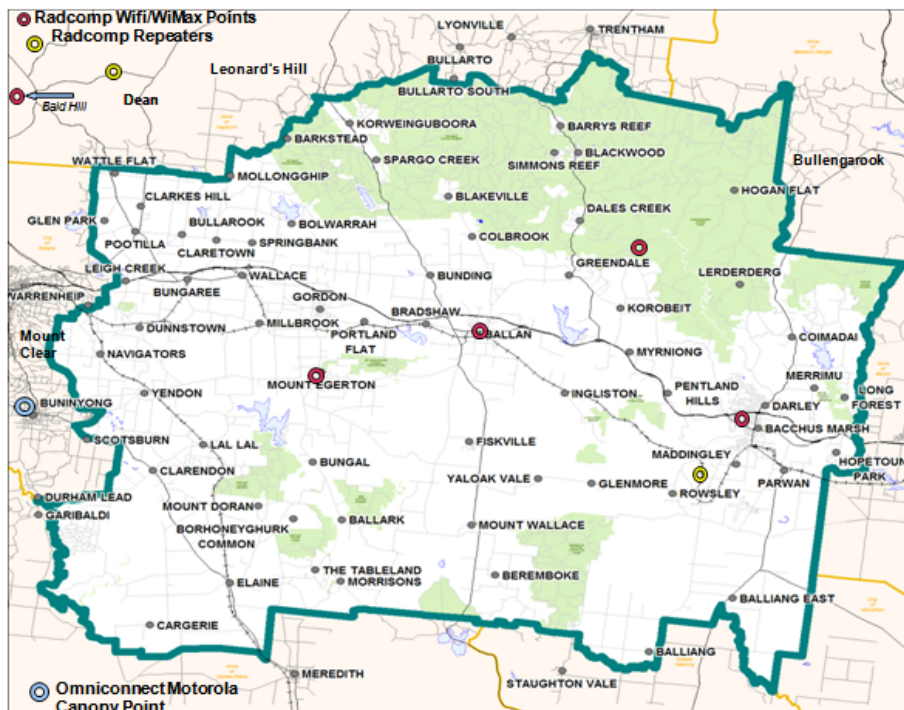 Radcomp Wifi/WiMax Points
Radcomp Repeaters
LYONVILLE
TRENTHAM
BULLARTO
Leonard's Hill
BULLARTO SOUTH
Dean
Bald Hill
KORWEINGUBOORA
BARRYS REEF
BARKSTEAD
WATTLE FLAT
SPARGO CREEK
BLACKWOOD
SIMMONS REEF
Bullengarook
MOLLONGGHIP
CLARKES HILL
BLAKEVILLE
HOGAN FLAT
GLEN PARK
BULLAROOK
BOLWARRAH
DALES CREEK
POOTILLA
CLARETOWN
SPRINGBANK
COLBROOK
LEIGH CREEK
WALLACE
BUNDING
GREENDALE
LERDERDERG
BUNGAREE
WARRENHEIP
GORDON
KOROBEIT
BRADSHAW
DUNNSTOWN
MILLBROOK
PORTLAND
FLAT
BALLAN
Mount
Clear
COIMADAI
NAVIGATORS
MYRNIONG
MOUNT EGERTON
MERRIMU
YENDON
INGLISTON
PENTLAND
HILLS
LONG
FOREST
BUNINYONG
DARLEY
BACCHUS MARSH
SCOTSBURN
LAL LAL
FISKVILLE
MADDINGLEY
HOPETOUN
PARK
CLARENDON
BUNGAL
YALOAK VALE
GLENMORE
ROWSLEY
PARWAN
DURHAM LEAD
GARIBALDI
MOUNT DORAN
BORHONEYGHURK
COMMON
BALLARK
MOUNT WALLACE
THE TABLELAND
MORRISONS
BEREMBOKE
ELAINE
BALLIANG EAST
CARGERIE
BALLIANG
MEREDITH
STAUGHTON VALE
Omniconnect Motorola
Canopy Point